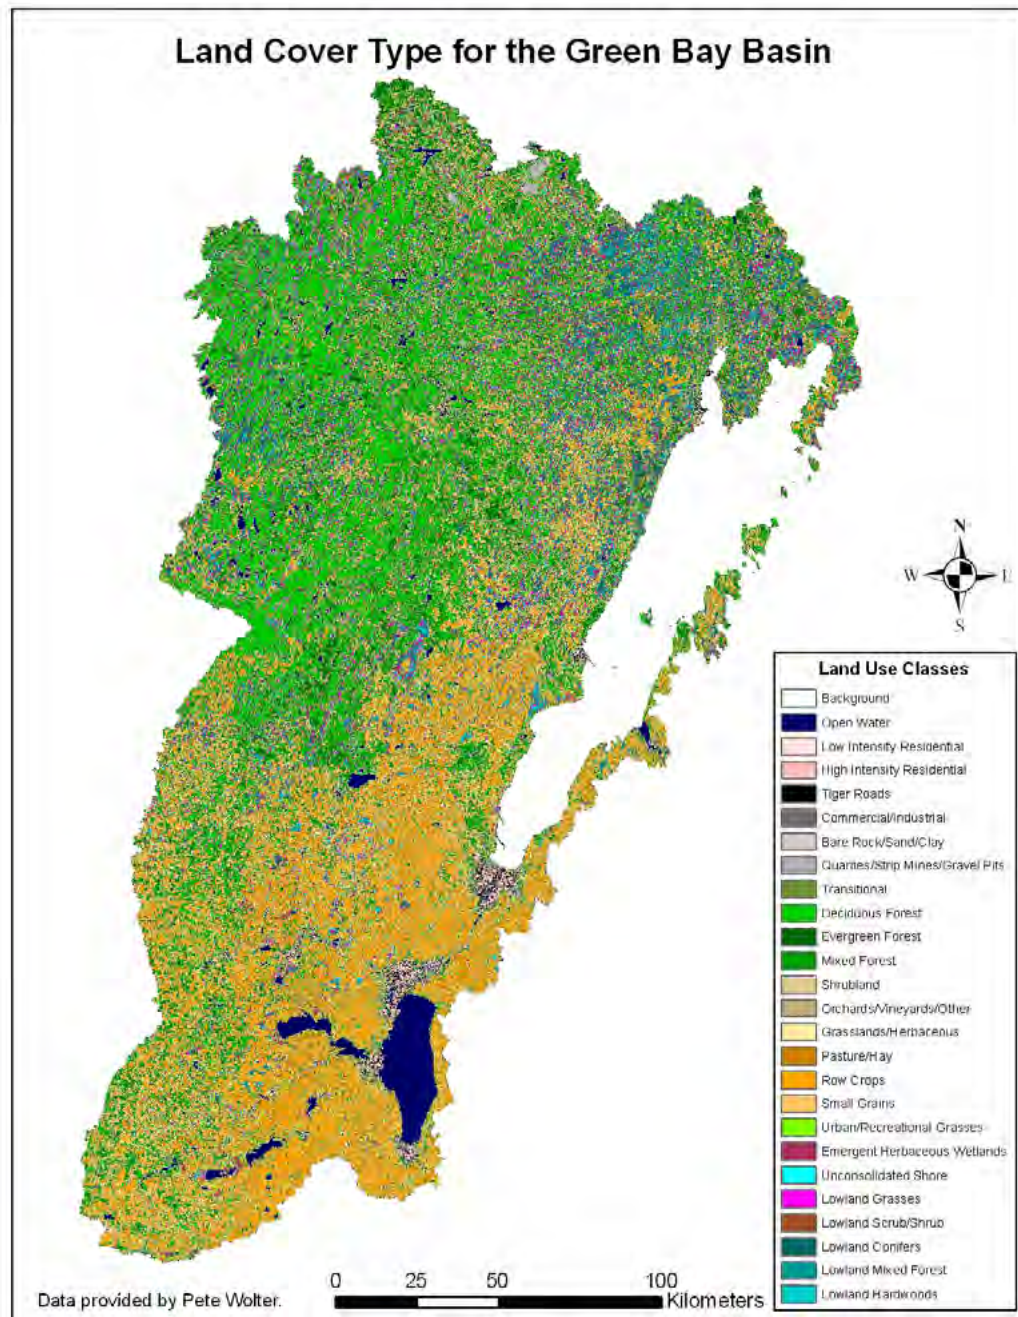 Land Cover Type for the Green Bay Basin
N
W E
S
Land Use Classes
Background
Open Water
Low Intensity Residential
High Intensity Residential
Tiger Roads
Commercial/Industrial
Bare Rock/Sand/Clay
Quarries/Strip Mines/Gravel Pits
Transitional
Deciduous Forest
Evergreen Forest
Mixed Forest
Shrubland
Orchards/Vineyards/Other
Grasslands/Herbaceous
Pasture/Hay
Row Crops
Small Grains
Urban/Recreational Grasses
Emergent Herbaceous Wetlands
Unconsolidated Shore
Lowland Grasses
Lowland Scrub/Shrub
Lowland Conifers
Lowland Mixed Forest
Lowland Hardwoods
0 25 50 100
Kilometers
Data provided by Pete Wolter.